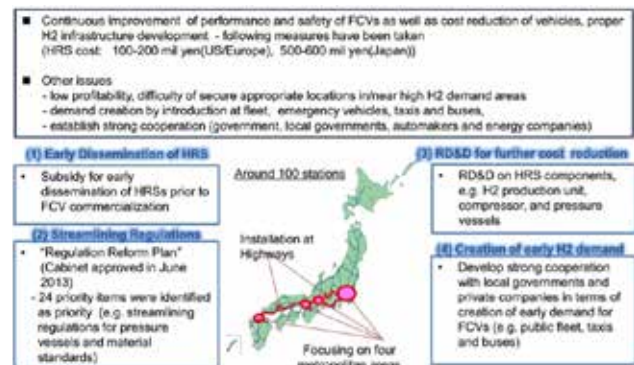 ■ Continuous improvement of performance and safety of FCVs as well as cost reduction of vehicles, proper
H2 infrastructure development - following measures have been taken
(HRS cost: 100-200 mil yen(US/Europe), 500-600 mil yen(Japan))
■ Other issues
- low profitability, difficulty of secure appropriate locations in/near high H2 demand areas
- demand creation by introduction at fleet, emergency vehicles, taxis and buses,
- establish strong cooperation (government, local governments, automakers and energy companies)
(1) Early Dissemination of HRS
• Subsidy for early
dissemination of HRSs prior to
FCV commercialization
(2) Streamlining Regulations
• "Regulation Reform Plan"
(Cabinet approved in June
2013)
- 24 priority items were identified
as priority (e.g. streamlining
regulations for pressure
vessels and material
standards)
Around 100 stations
Installation at
Highways
Focusing on four
metropolitan areas
(3) RD&D for further cost reduction
• RD&D on HRS components,
e.g. H2 production unit,
compressor, and pressure
vessels
(4) Creation of early H2 demand
• Develop strong cooperation
with local governments and
private companies in terms of
creation of early demand for
FCVs (e.g. public fleet, taxis
and buses)